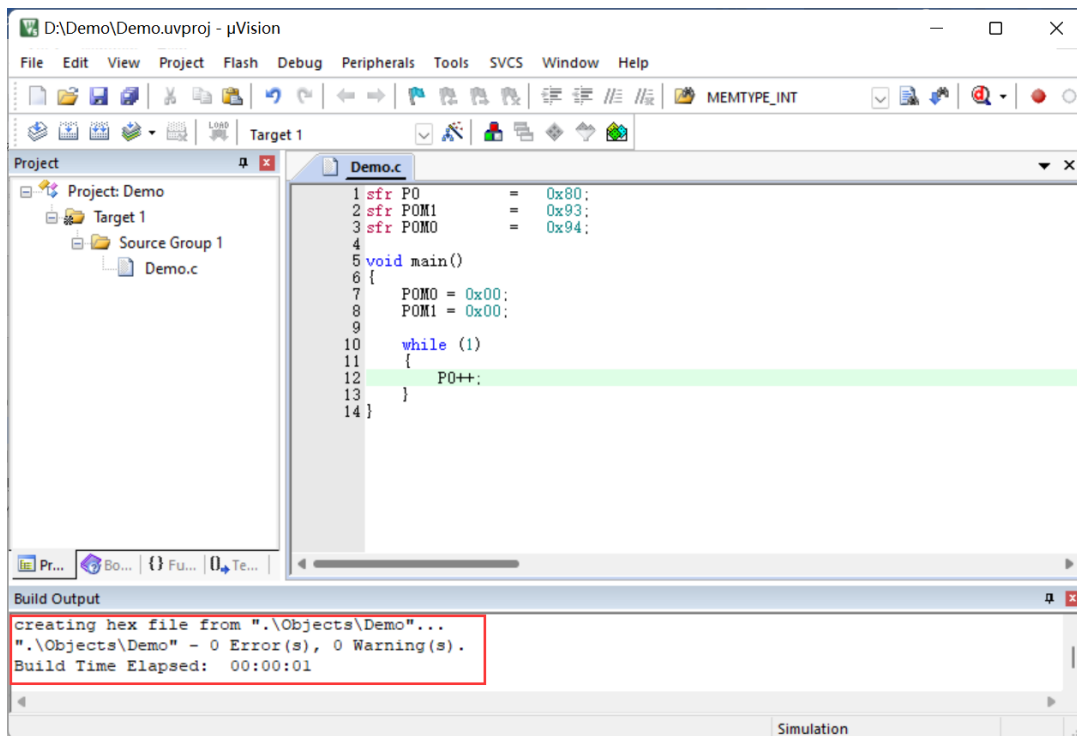 D:\Demo\Demo.uvproj - µVision
File Edit View Project Flash Debug Peripherals Tools SVCS Window Help
MEMTYPE_INT
LOAD Target 1
Project
Demo.c
Project: Demo
Target 1
Source Group 1
Demo.c
1 sfr P0 = 0x80;
2 sfr P0M1 = 0x93;
3 sfr P0M0 = 0x94;
4
5 void main()
6 {
7 P0M0 = 0x00;
8 P0M1 = 0x00;
9
10 while (1)
11 {
12 P0++;
13 }
14 }
Pr... Bo... {} Fu... 0 Te...
Build Output
creating hex file from ".\Objects\Demo"...
".\Objects\Demo" - 0 Error(s), 0 Warning(s).
Build Time Elapsed: 00:00:01
Simulation